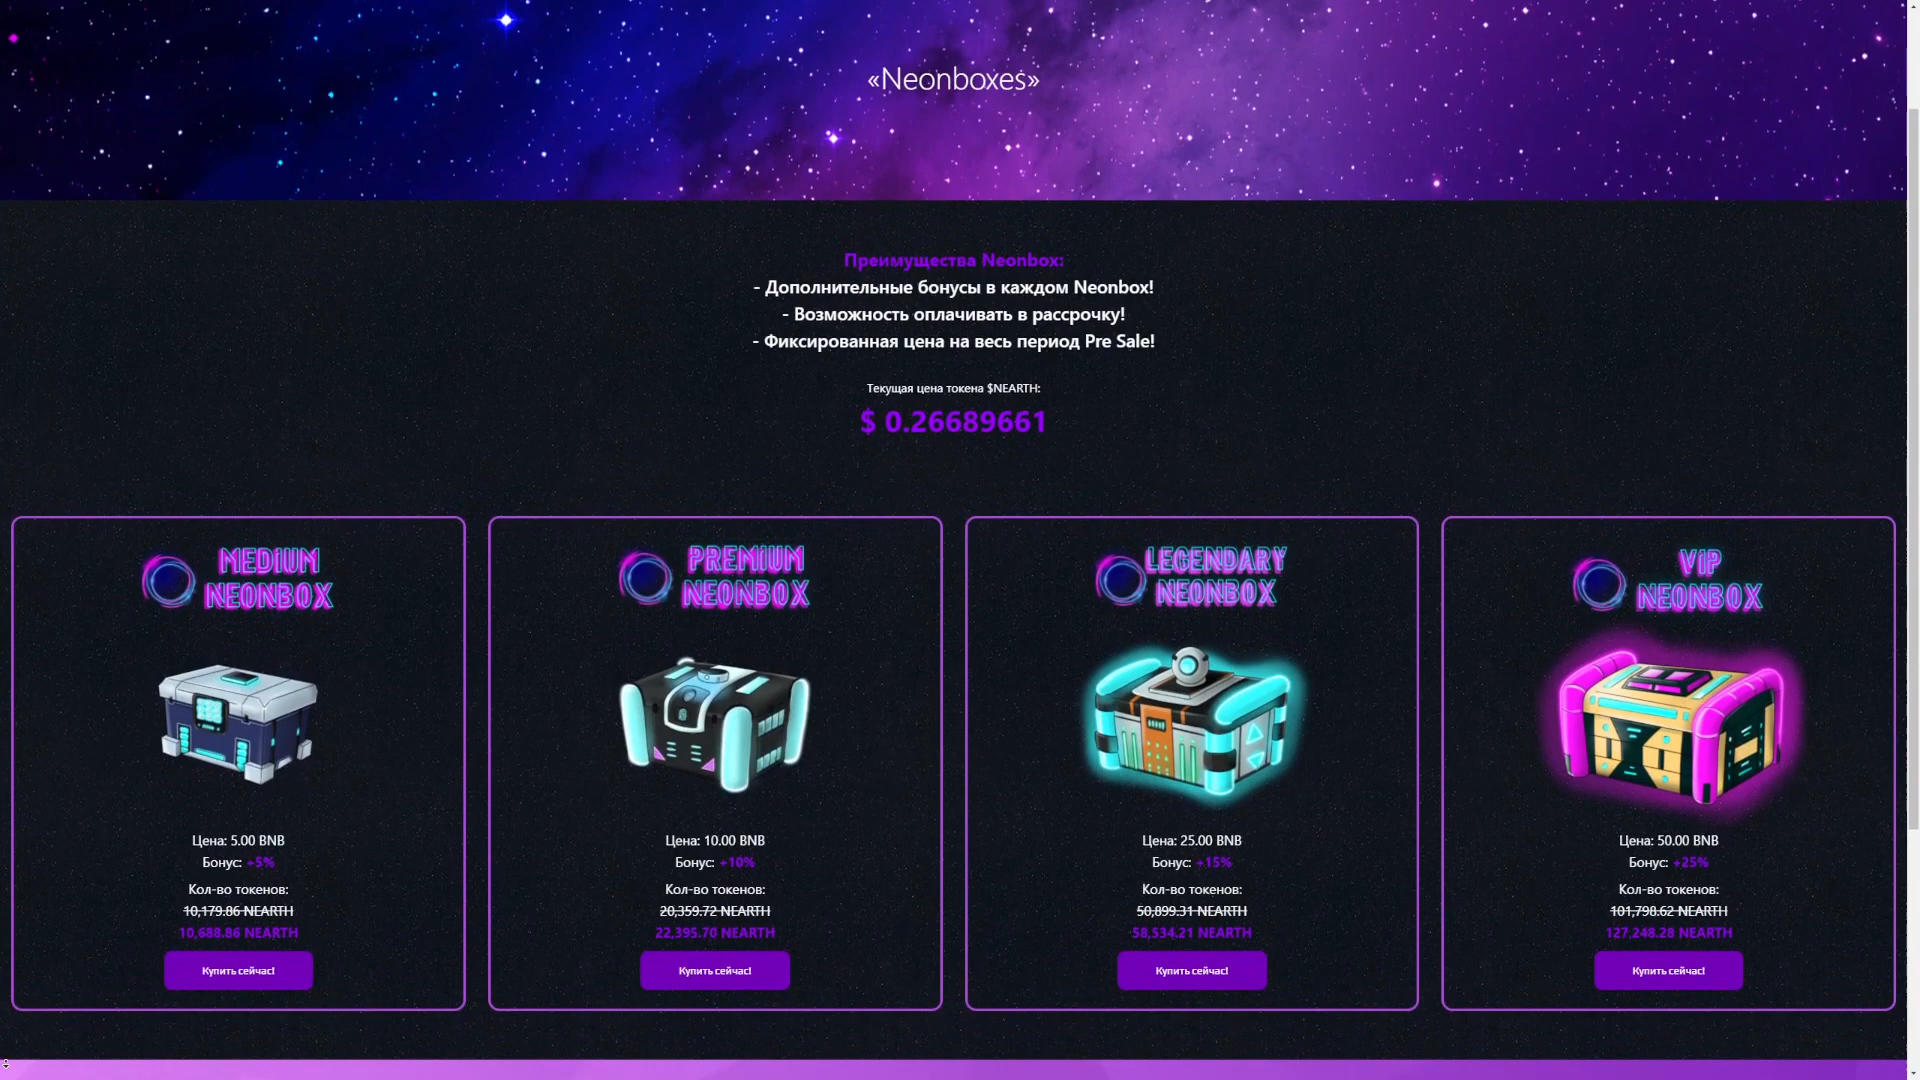 «Neonboxes»
Преимущества Neonbox:
- Дополнительные бонусы в каждом Neonbox!
- Возможность оплачивать в рассрочку!
- Фиксированная цена на весь период Pre Sale!
Текущая цена токена $NEARTH:
$ 0.26689661
MEDIUM
NEONBOX
Цена: 5.00 BNB
Бонус: +5%
Кол-во токенов:
10,179.86 NEARTH
10,688.86 NEARTH
Купить сейчас!
PREMIUM
NEONBOX
Цена: 10.00 BNB
Бонус: +10%
Кол-во токенов:
20,359.72 NEARTH
22,395.70 NEARTH
Купить сейчас!
LEGENDARY
NEONBOX
Цена: 25.00 BNB
Бонус: +15%
Кол-во токенов:
50,899.31 NEARTH
58,534.21 NEARTH
Купить сейчас!
VIP
NEONBOX
Цена: 50.00 BNB
Бонус: +25%
Кол-во токенов:
101,798.62 NEARTH
127,248.28 NEARTH
Купить сейчас!